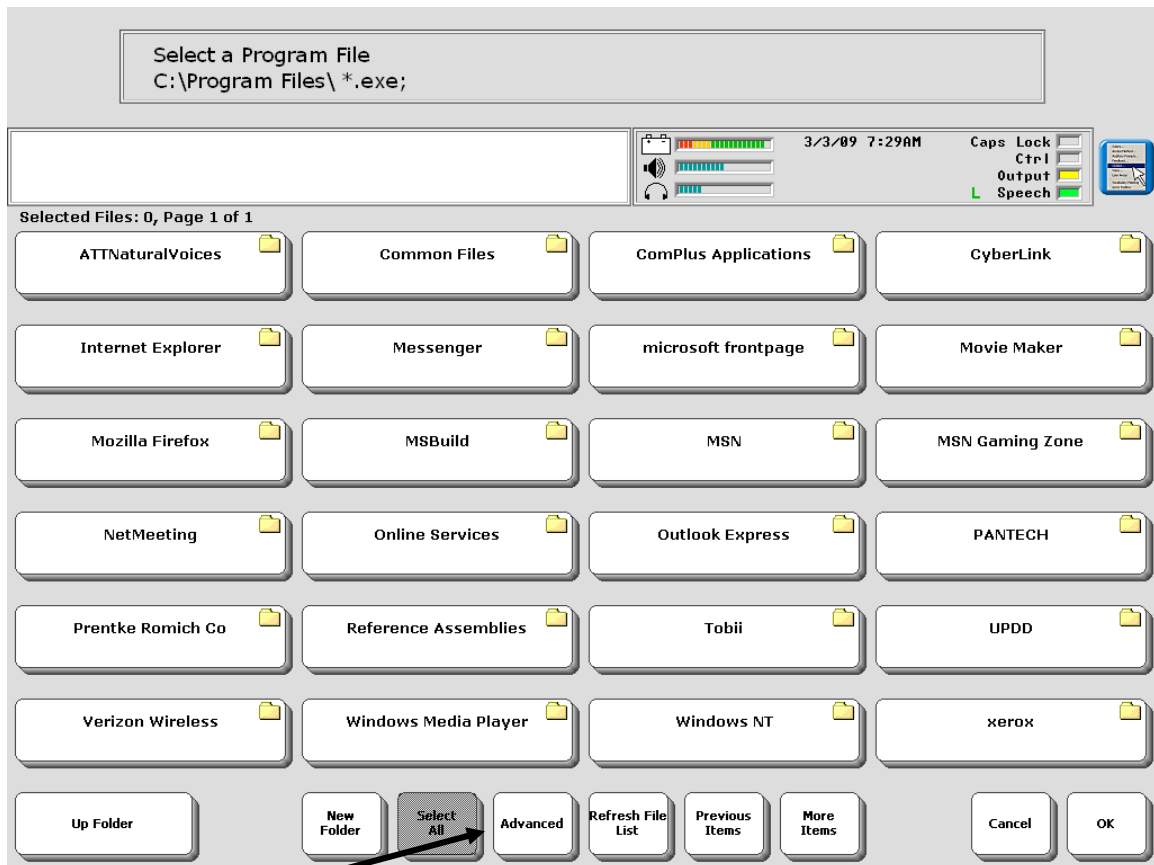 Select a Program File
C:\Program Files\ *.exe;
3/3/09 7:29AM
Caps Lock
Ctrl
Output
L Speech
Selected Files: 0, Page 1 of 1
ATTNaturalVoices
Common Files
ComPlus Applications
CyberLink
Internet Explorer
Messenger
microsoft frontpage
Movie Maker
Mozilla Firefox
MSBuild
MSN
MSN Gaming Zone
NetMeeting
Online Services
Outlook Express
PANTECH
Prentke Romich Co
Reference Assemblies
Tobii
UPDD
Verizon Wireless
Windows Media Player
Windows NT
xerox
Up Folder
New
Folder
Select
All
Advanced
Refresh File
List
Previous
Items
More
Items
Cancel
OK